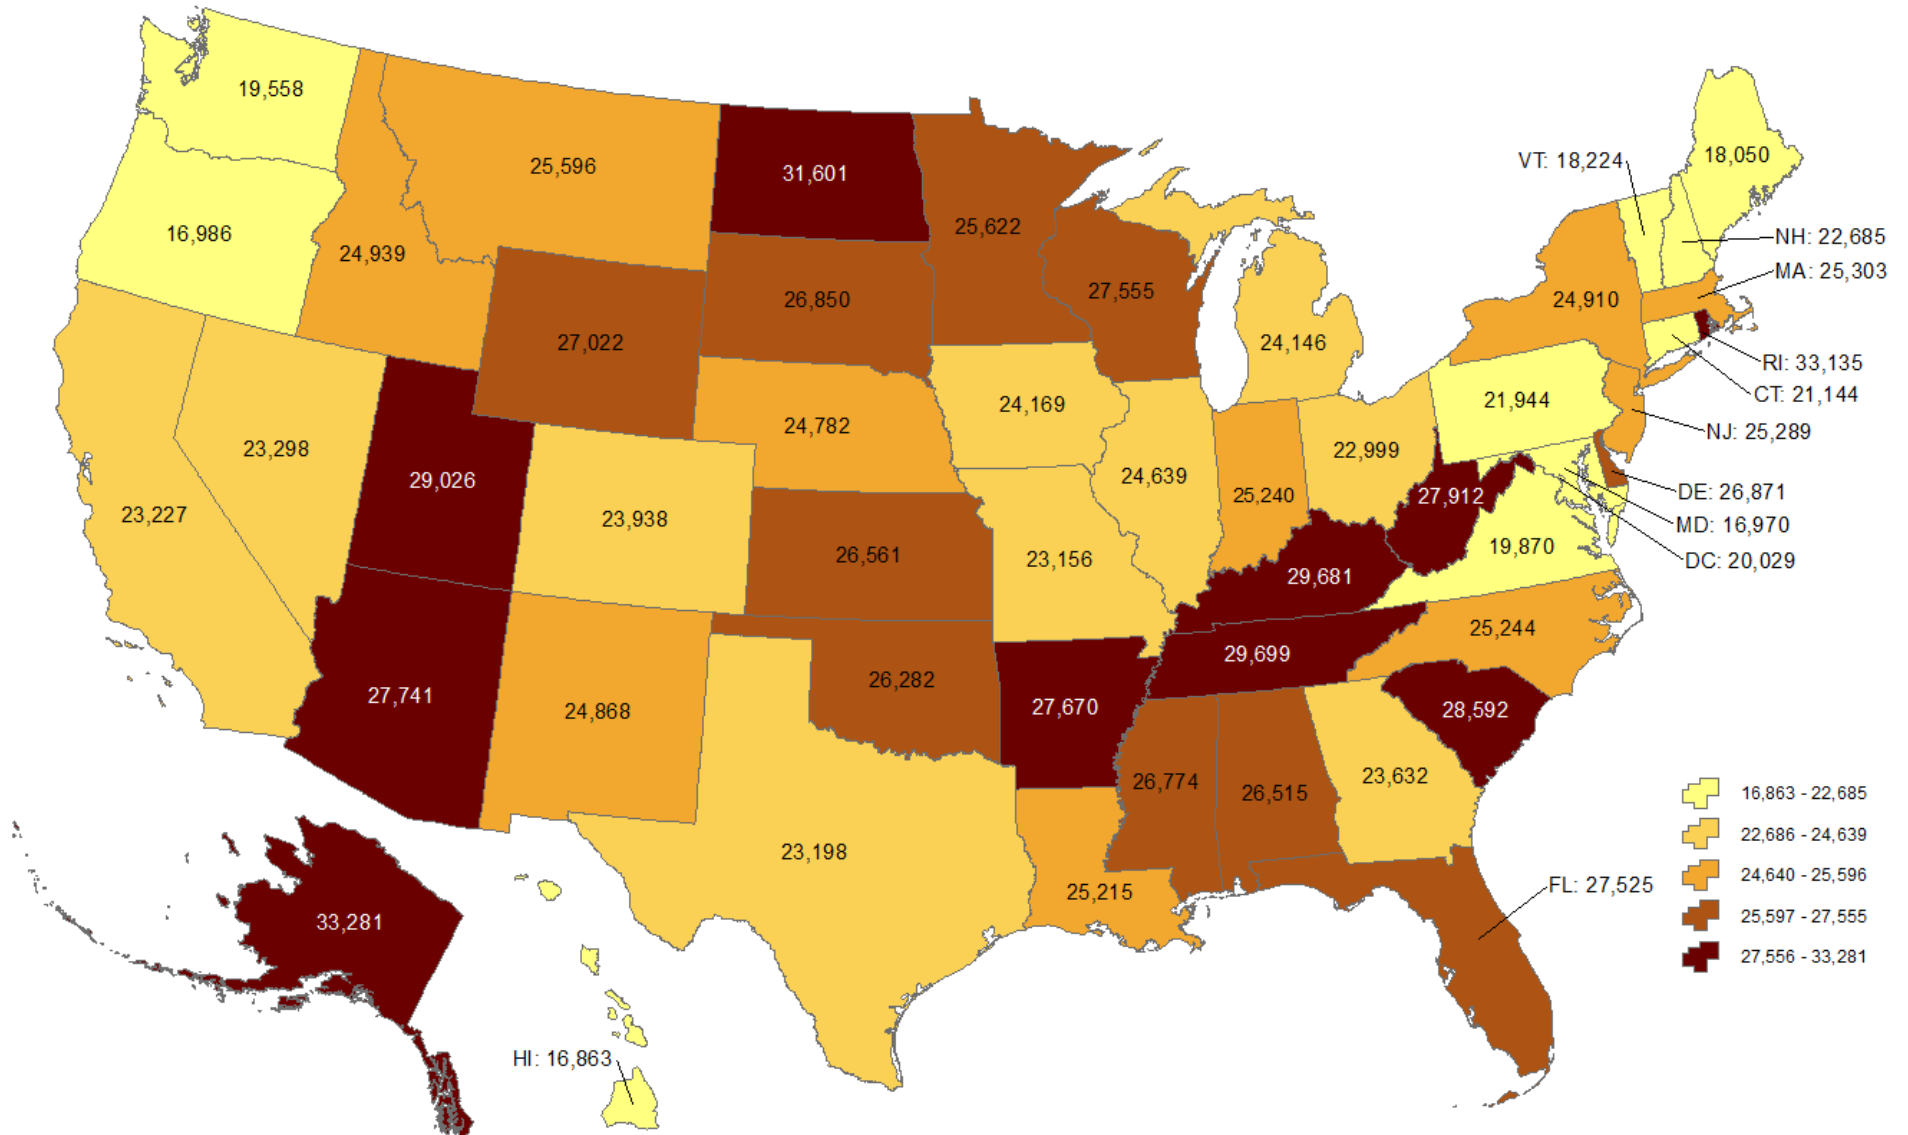 19,558
18,050
VT: 18,224
25,596
31,601
16,986
25,622
NH: 22,685
24,939
MA: 25,303
26,850
27,555
24,910
27,022
24,146
RI: 33,135
CT: 21,144
24,169
21,944
24,782
NJ: 25,289
23,298
22,999
29,026
24,639
25,240
27,912
DE: 26,871
23,227
23,938
MD: 16,970
19,870
26,561
23,156
DC: 20,029
29,681
25,244
29,699
26,282
27,741
24,868
27,670
28,592
26,774
26,515
23,632
16,863 - 22,685
22,686 - 24,639
23,198
24,640 - 25,596
25,215
FL: 27,525
33,281
25,597 - 27,555
27,556 - 33,281
HI: 16,863